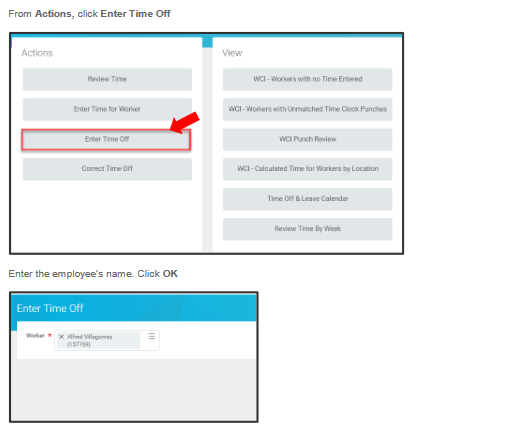 From Actions, click Enter Time Off
Actions
Review Time
Enter Time for Worker
Enter Time Off
Correct Time Off
View
WCI - Workers with no Time Entered
WCI - Workers with Unmatched Time Clock Punches
WCI Punch Review
WCI - Calculated Time for Workers by Location
Time Off & Leave Calendar
Review Time By Week
Enter the employee's name. Click OK
Enter Time Off
Worker * × Alfred Villagomez
(157769)